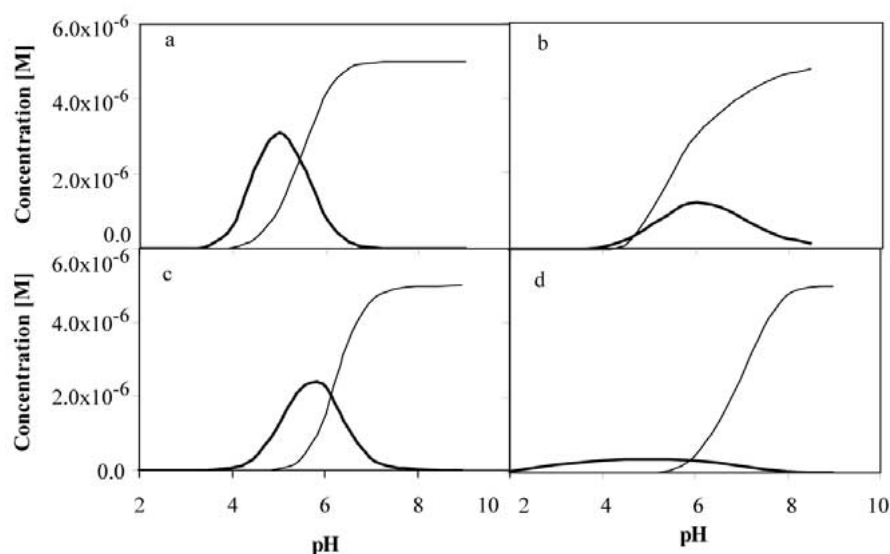 a
b
Concentration [M]
6.0x10⁻⁶
4.0x10⁻⁶
2.0x10⁻⁶
0.0
c
d
Concentration [M]
6.0x10⁻⁶
4.0x10⁻⁶
2.0x10⁻⁶
0.0
2 4 6 8 10 2 4 6 8 10
pH pH